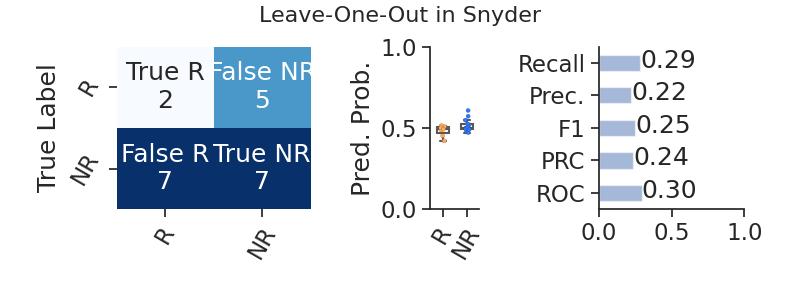 Leave-One-Out in Snyder
True Label
R
NR
True R
2
False NR
5
False R
7
True NR
7
R
NR
Pred. Prob.
1.0
0.5
0.0
R
NR
Recall
0.29
Prec.
0.22
F1
0.25
PRC
0.24
ROC
0.30
0.0
0.5
1.0